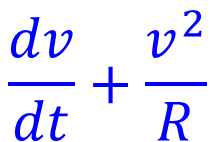 dv/dt + v²/R